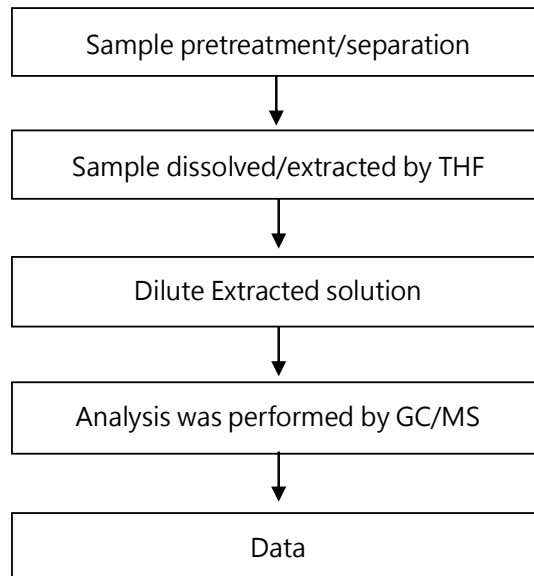 Sample pretreatment/separation
Sample dissolved/extracted by THF
Dilute Extracted solution
Analysis was performed by GC/MS
Data